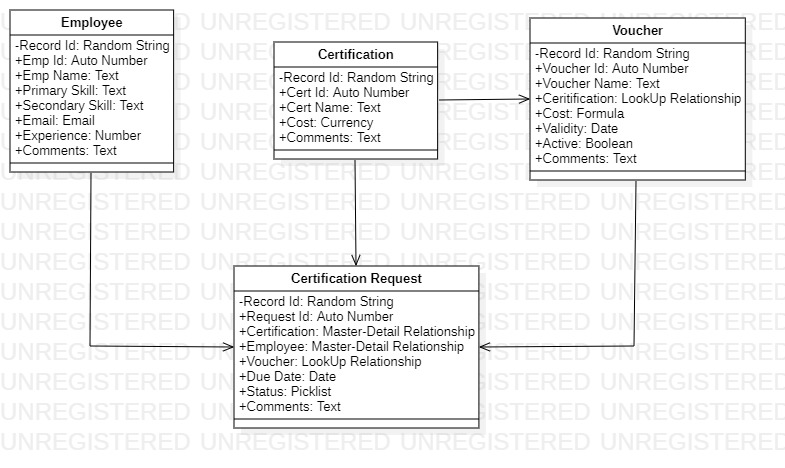 Employee
-Record Id: Random String
+Emp Id: Auto Number
+Emp Name: Text
+Primary Skill: Text
+Secondary Skill: Text
+Email: Email
+Experience: Number
+Comments: Text
Certification
-Record Id: Random String
+Cert Id: Auto Number
+Cert Name: Text
+Cost: Currency
+Comments: Text
Voucher
-Record Id: Random String
+Voucher Id: Auto Number
+Voucher Name: Text
+Ceritification: LookUp Relationship
+Cost: Formula
+Validity: Date
+Active: Boolean
+Comments: Text
Certification Request
-Record Id: Random String
+Request Id: Auto Number
+Certification: Master-Detail Relationship
+Employee: Master-Detail Relationship
+Voucher: LookUp Relationship
+Due Date: Date
+Status: Picklist
+Comments: Text
UNREGISTERED UNREGISTERED UNREGISTERED UNREGISTERED